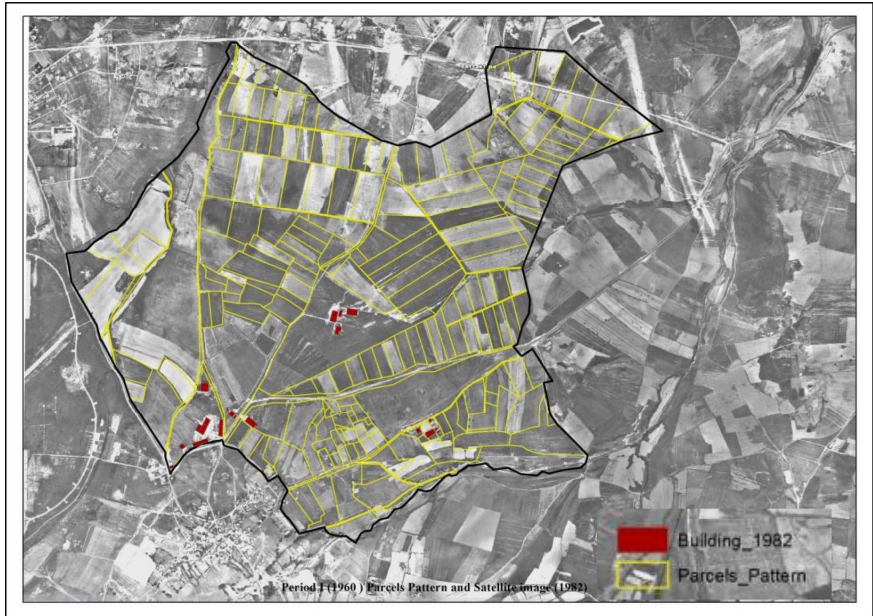 Building_1982
Parcels_Pattern
Period I (1960 ) Parcels Pattern and Satellite image (1982)